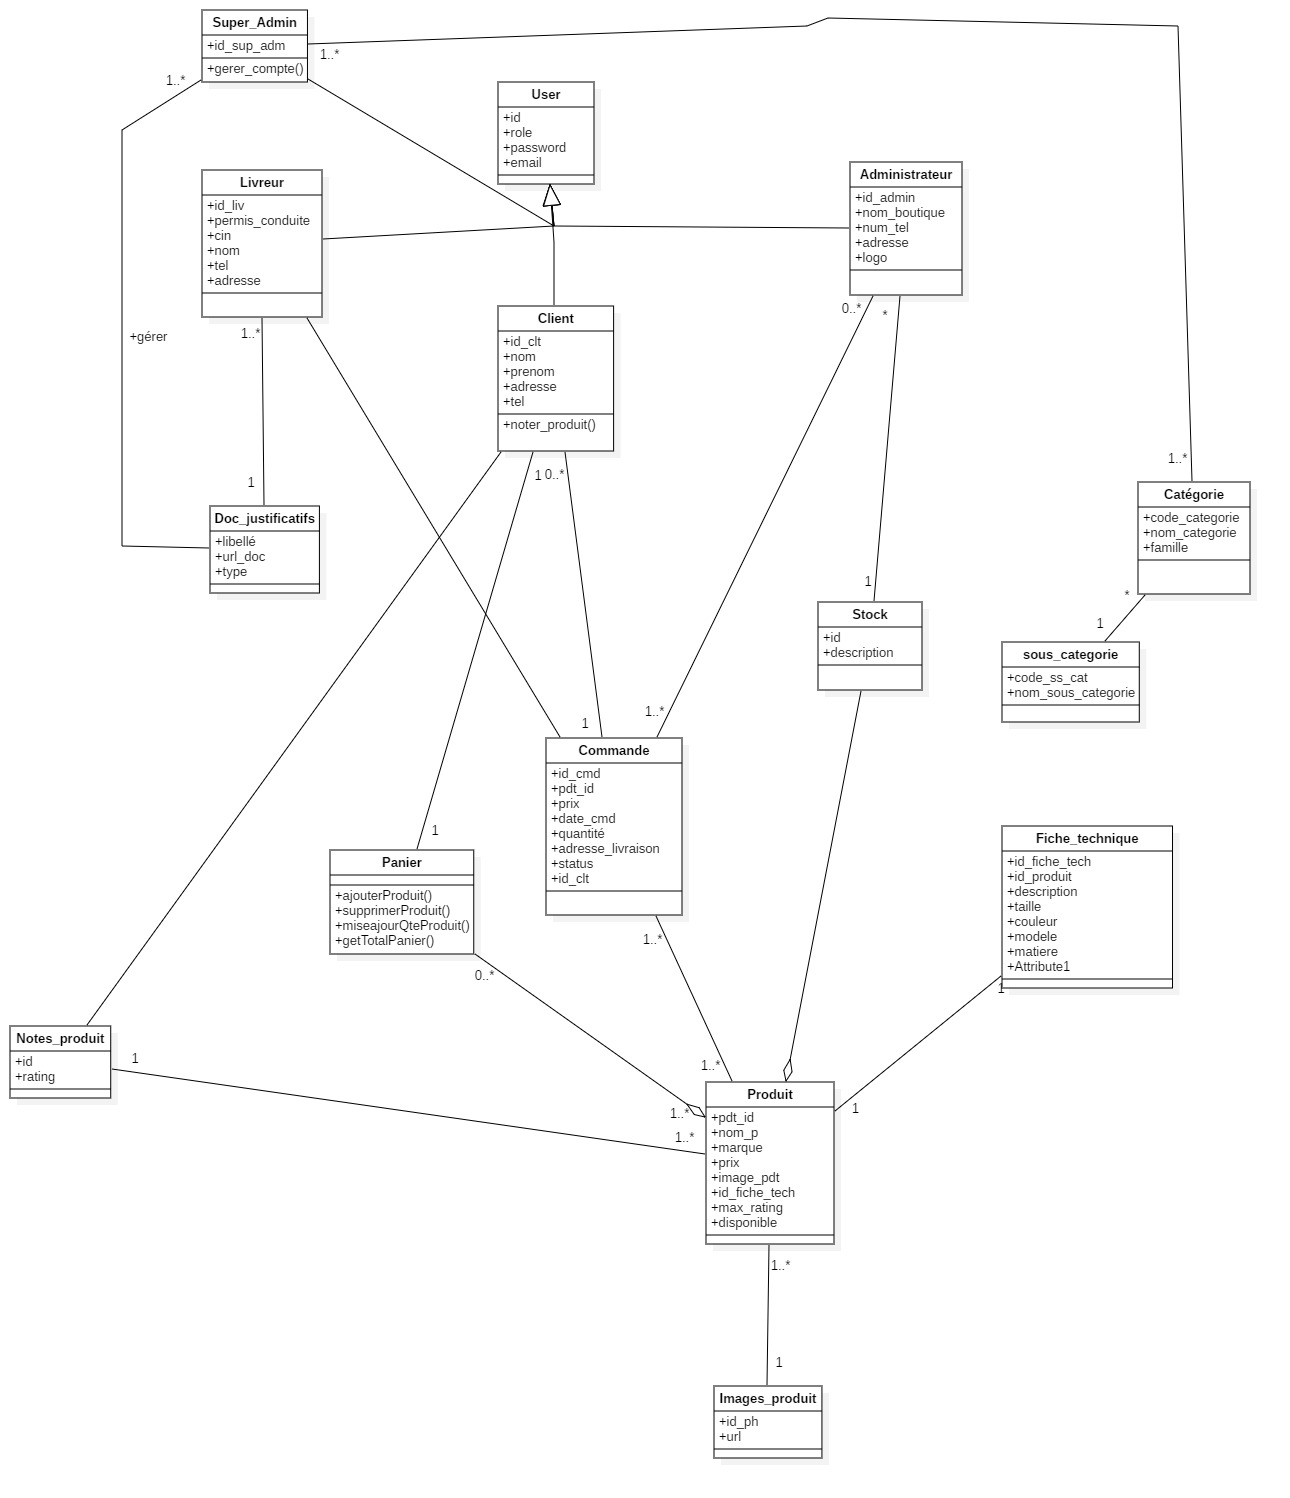 Super_Admin
+id_sup_adm
+gerer_compte()
1..*
1..*
User
+id
+role
+password
+email
Livreur
+id_liv
+permis_conduite
+cin
+nom
+tel
+adresse
Administrateur
+id_admin
+nom_boutique
+num_tel
+adresse
+logo
1..*
+gérer
0..*
*
Client
+id_clt
+nom
+prenom
+adresse
+tel
+noter_produit()
1
0..*
1..*
1
Doc_justificatifs
+libellé
+url_doc
+type
Catégorie
+code_categorie
+nom_categorie
+famille
1
*
1
Stock
+id
+description
sous_categorie
+code_ss_cat
+nom_sous_categorie
1
1..*
Commande
+id_cmd
+pdt_id
+prix
+date_cmd
+quantité
+adresse_livraison
+status
+id_clt
1
Panier
+ajouterProduit()
+supprimerProduit()
+miseajourQteProduit()
+getTotalPanier()
Fiche_technique
+id_fiche_tech
+id_produit
+description
+taille
+couleur
+modele
+matiere
+Attribute1
1..*
0..*
1
Notes_produit
+id
+rating
1
1..*
1..*
1..*
1
Produit
+pdt_id
+nom_p
+marque
+prix
+image_pdt
+id_fiche_tech
+max_rating
+disponible
1..*
1
Images_produit
+id_ph
+url